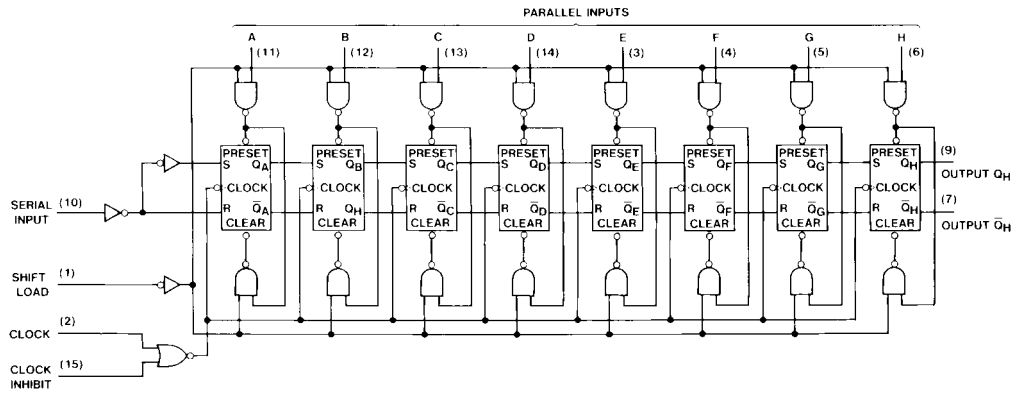 PARALLEL INPUTS
A B C D E F G H
(11) (12) (13) (14) (3) (4) (5) (6)
PRESET PRESET PRESET PRESET PRESET PRESET PRESET PRESET
S QA S QB S QC S QD S QE S QF S QG S QH
(9)
OUTPUT QH
CLOCK CLOCK CLOCK CLOCK CLOCK CLOCK CLOCK CLOCK
SERIAL INPUT (10)
R Q̅A R QH R Q̅C R Q̅D R Q̅E R Q̅F R Q̅G R Q̅H
(7)
OUTPUT Q̅H
CLEAR CLEAR CLEAR CLEAR CLEAR CLEAR CLEAR CLEAR
SHIFT LOAD (1)
CLOCK (2)
CLOCK INHIBIT (15)